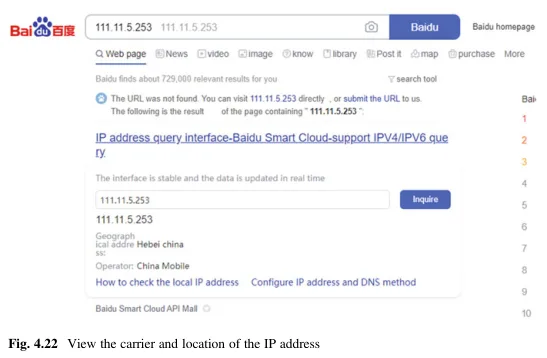 Bai du 百度
111.11.5.253 111.11.5.253
Baidu
Baidu homepage
Web page News video image know library Post it map purchase More
Baidu finds about 729,000 relevant results for you
search tool
The URL was not found. You can visit 111.11.5.253 directly , or submit the URL to us.
The following is the result of the page containing " 111.11.5.253 ":
IP address query interface-Baidu Smart Cloud-support IPV4/IPV6 que
ry
The interface is stable and the data is updated in real time
111.11.5.253
Inquire
111.11.5.253
Geograph
ical addre Hebei china
ss:
Operator: China Mobile
How to check the local IP address Configure IP address and DNS method
Baidu Smart Cloud API Mall
Bai
1
2
3
4
5
6
7
8
9
10
Fig. 4.22 View the carrier and location of the IP address